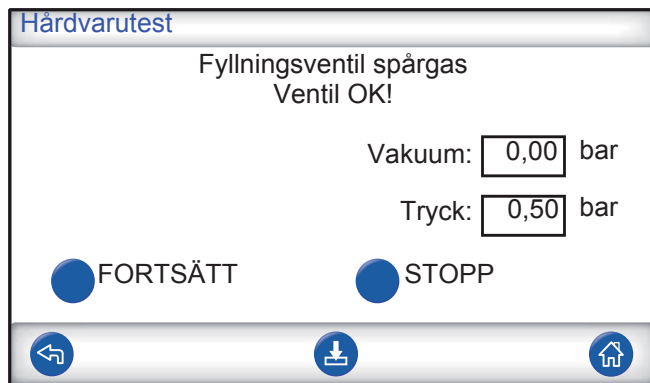 Hårdvarutest
Fyllningsventil spårgas
Ventil OK!
Vakuum: 0,00 bar
Tryck: 0,50 bar
FORTSÄTT STOPP